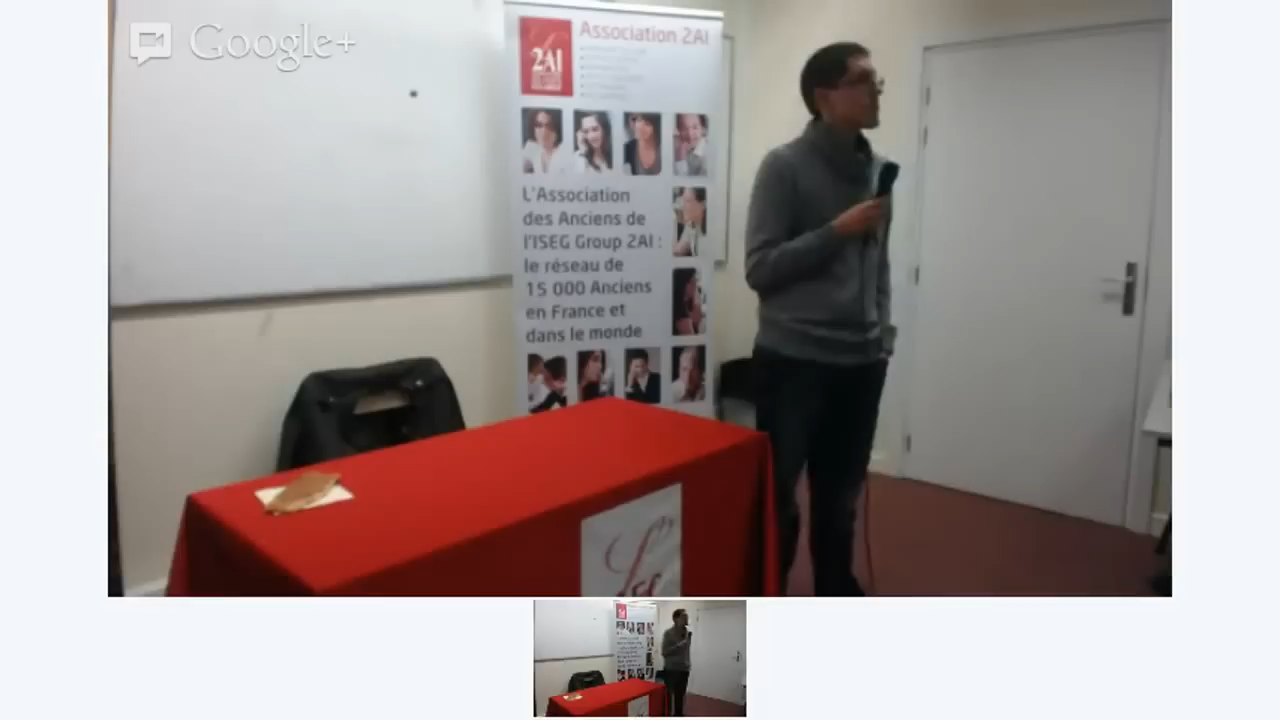 Google+
Association 2AI
2AI
L'Association
des Anciens de
l'ISEG Group 2AI :
le réseau de
15 000 Anciens
en France et
dans le monde